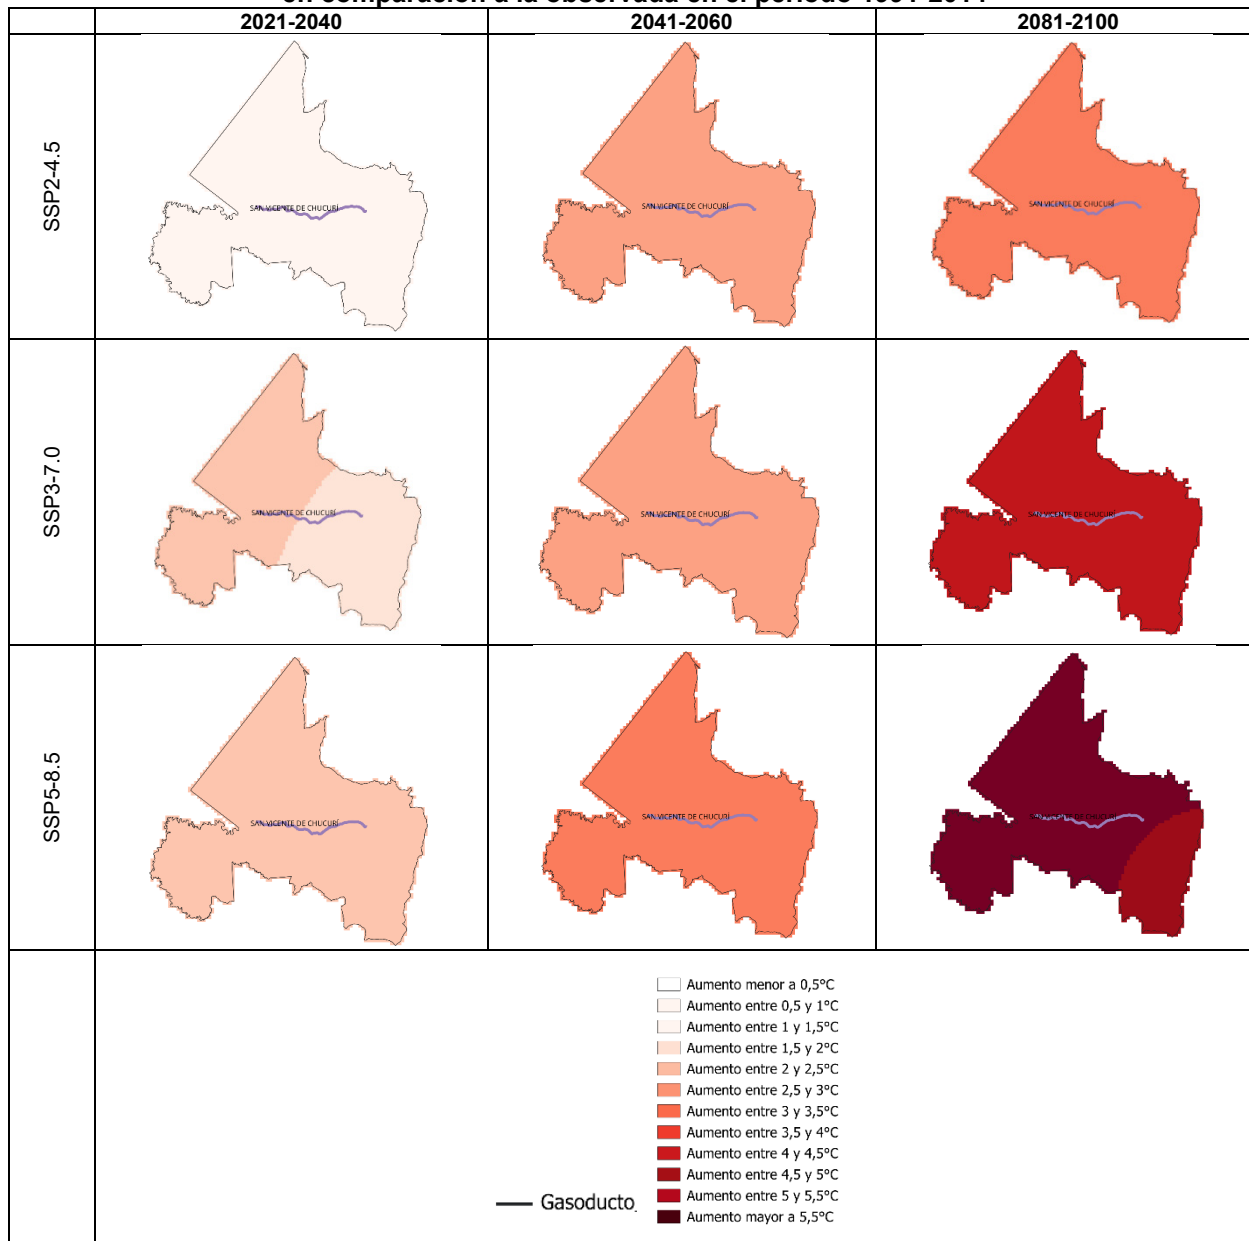 2021-2040 2041-2060 2081-2100
SSP2-4.5
SAN VICENTE DE CHUCURÍ
SAN VICENTE DE CHUCURÍ
SAN VICENTE DE CHUCURÍ
SSP3-7.0
SAN VICENTE DE CHUCURÍ
SAN VICENTE DE CHUCURÍ
SAN VICENTE DE CHUCURÍ
SSP5-8.5
SAN VICENTE DE CHUCURÍ
SAN VICENTE DE CHUCURÍ
SAN VICENTE DE CHUCURÍ
Aumento menor a 0,5°C
Aumento entre 0,5 y 1°C
Aumento entre 1 y 1,5°C
Aumento entre 1,5 y 2°C
Aumento entre 2 y 2,5°C
Aumento entre 2,5 y 3°C
Aumento entre 3 y 3,5°C
Aumento entre 3,5 y 4°C
Aumento entre 4 y 4,5°C
Aumento entre 4,5 y 5°C
Aumento entre 5 y 5,5°C
Aumento mayor a 5,5°C
Gasoducto